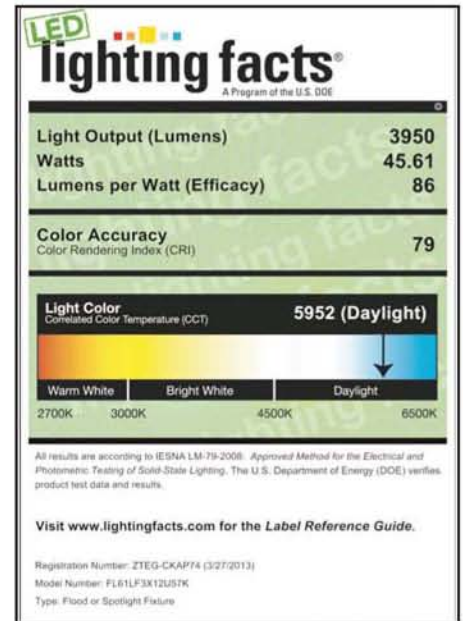 LED
lighting facts®
A Program of the U.S. DOE
Light Output (Lumens) 3950
Watts 45.61
Lumens per Watt (Efficacy) 86
Color Accuracy
Color Rendering Index (CRI) 79
Light Color
Correlated Color Temperature (CCT) 5952 (Daylight)
Warm White Bright White Daylight
2700K 3000K 4500K 6500K
All results are according to IESNA LM-79-2008: Approved Method for the Electrical and
Photometric Testing of Solid-State Lighting. The U.S. Department of Energy (DOE) verifies
product test data and results.
Visit www.lightingfacts.com for the Label Reference Guide.
Registration Number: ZTEG-CKAP74 (3/27/2013)
Model Number: FL61LF3X12U57K
Type: Flood or Spotlight Fixture